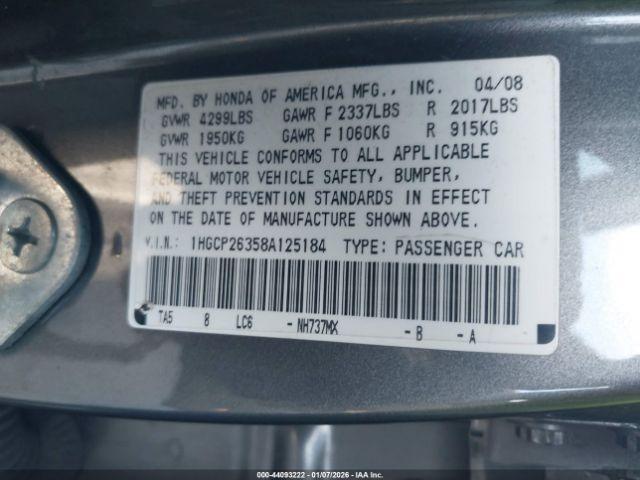 MFD. BY HONDA OF AMERICA MFG., INC. 04/08
GVWR 4299LBS GAWR F 2337LBS R 2017LBS
GVWR 1950KG GAWR F 1060KG R 915KG
THIS VEHICLE CONFORMS TO ALL APPLICABLE
FEDERAL MOTOR VEHICLE SAFETY, BUMPER,
AND THEFT PREVENTION STANDARDS IN EFFECT
ON THE DATE OF MANUFACTURE SHOWN ABOVE.
V.I.N.: 1HGCP26358A125184 TYPE: PASSENGER CAR
TA5 8 LC6 -NH737MX -B -A
000-44093222 - 01/07/2026 - IAA Inc.